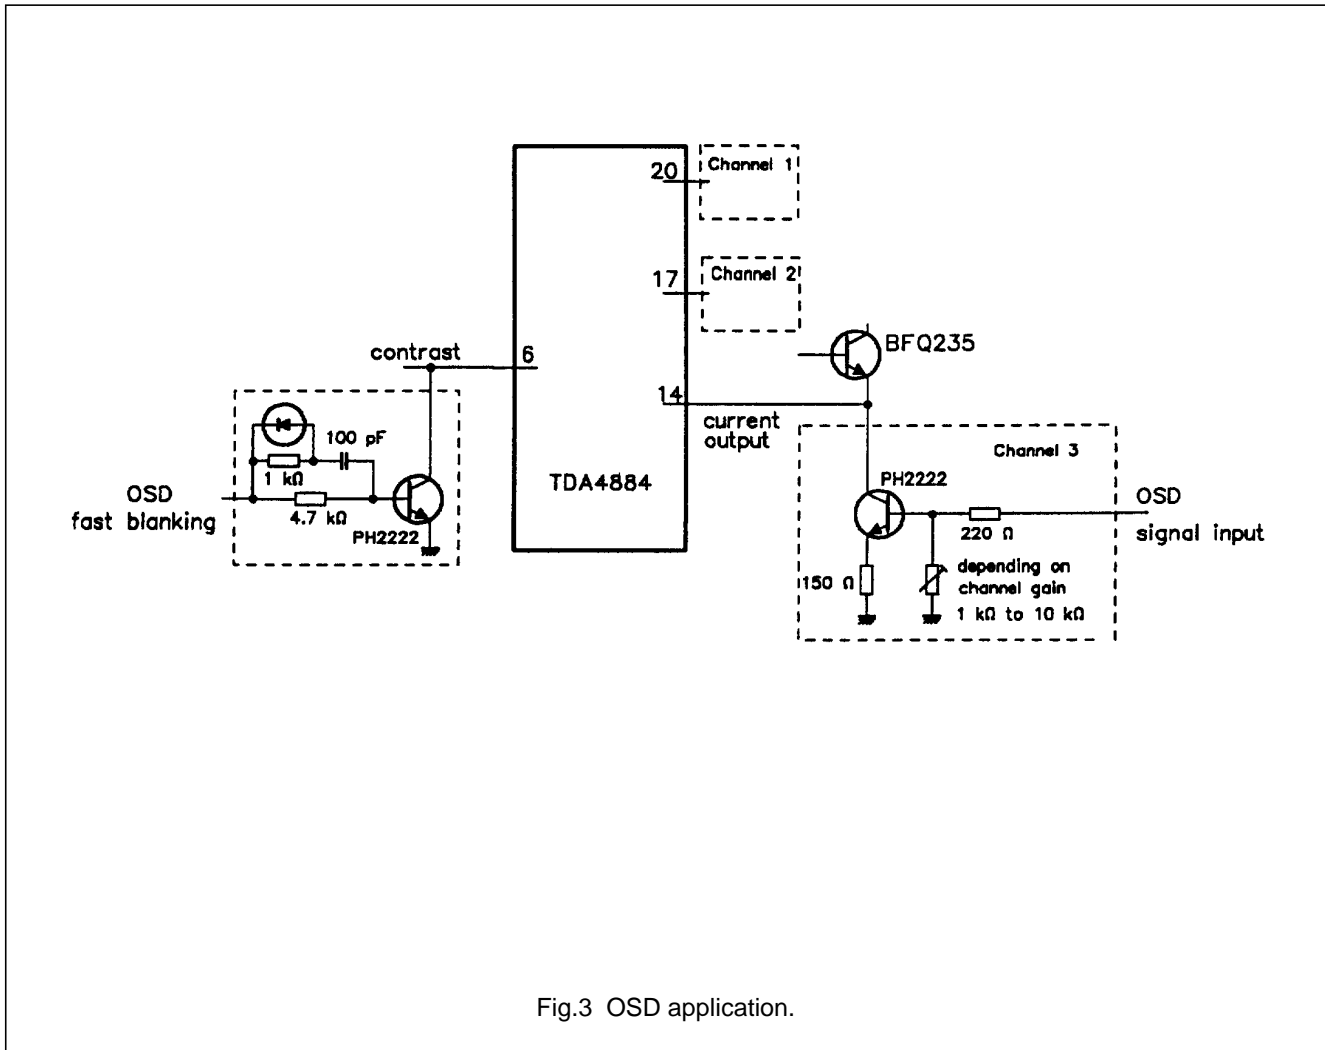 20
Channel 1
17
Channel 2
BFQ235
contrast
6
14
current
output
100 pF
1 kΩ
OSD
fast blanking
4.7 kΩ
PH2222
TDA4884
Channel 3
PH2222
OSD
signal input
220 Ω
150 Ω
depending on
channel gain
1 kΩ to 10 kΩ
Fig.3 OSD application.